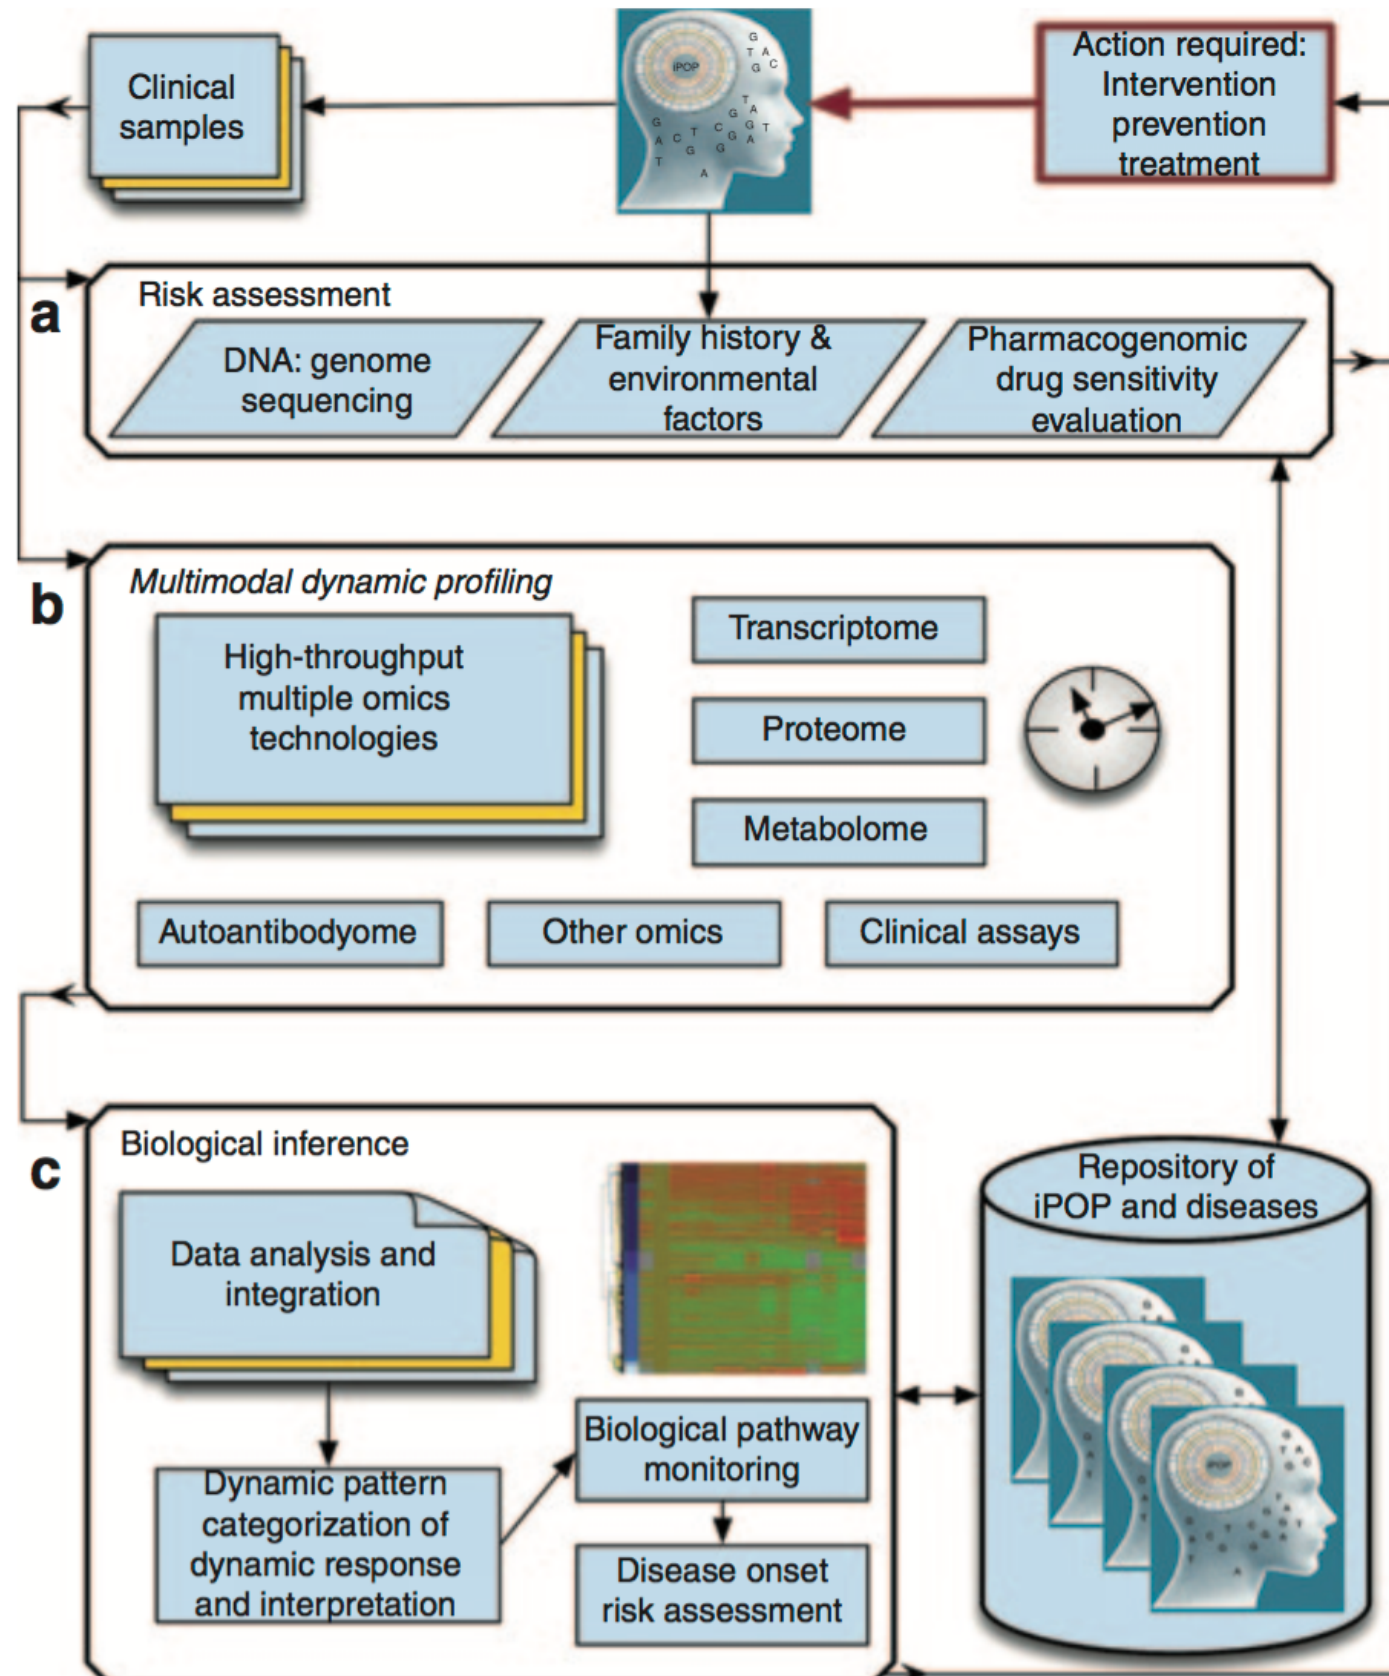 Clinical
samples
iPOP
G
T A
G C
T
G A
G A C T C G G T
T G G G A
A
Action required:
Intervention
prevention
treatment
a
Risk assessment
DNA: genome
sequencing
Family history &
environmental
factors
Pharmacogenomic
drug sensitivity
evaluation
b
Multimodal dynamic profiling
High-throughput
multiple omics
technologies
Transcriptome
Proteome
Metabolome
Autoantibodyome
Other omics
Clinical assays
c
Biological inference
Data analysis and
integration
Dynamic pattern
categorization of
dynamic response
and interpretation
Biological pathway
monitoring
Disease onset
risk assessment
Repository of
iPOP and diseases
iPOP